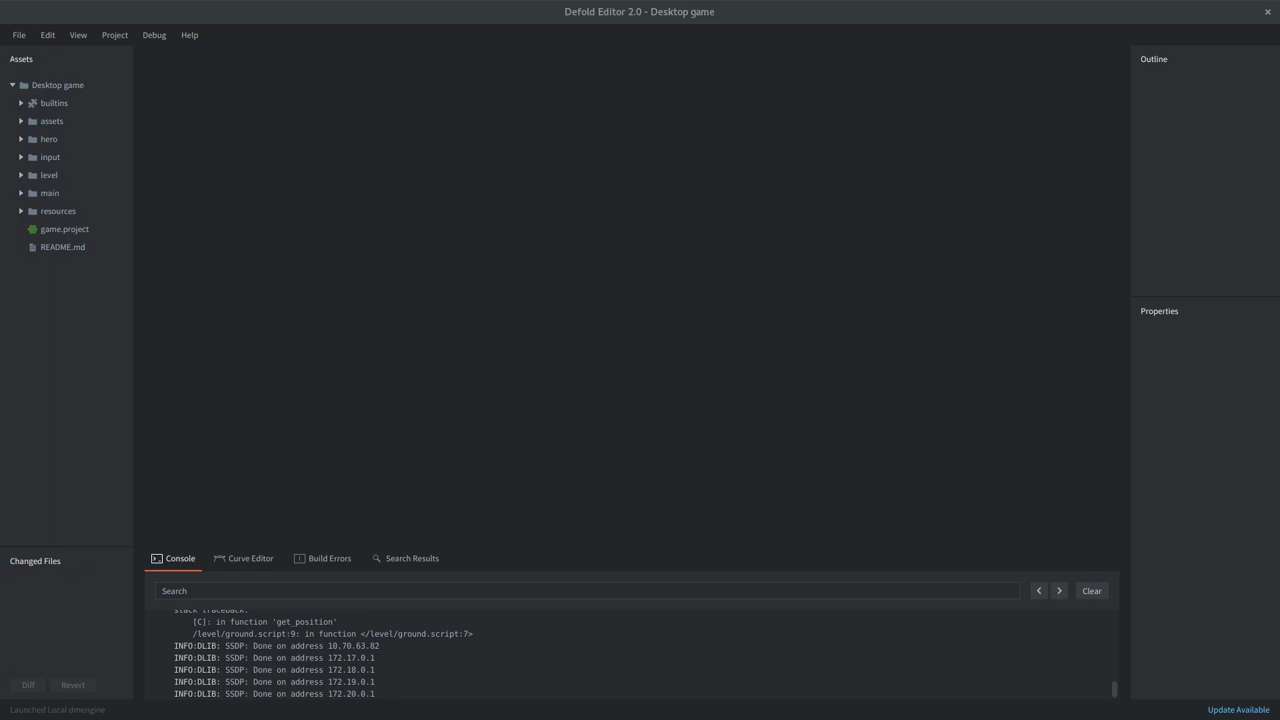 Defold Editor 2.0 - Desktop game
File Edit View Project Debug Help
Assets
Desktop game
builtins
assets
hero
input
level
main
resources
game.project
README.md
Changed Files
Diff Revert
Console Curve Editor Build Errors Search Results
Search
Clear
stack traceback:
[C]: in function 'get_position'
/level/ground.script:9: in function </level/ground.script:7>
INFO:DLIB: SSDP: Done on address 10.70.63.82
INFO:DLIB: SSDP: Done on address 172.17.0.1
INFO:DLIB: SSDP: Done on address 172.18.0.1
INFO:DLIB: SSDP: Done on address 172.19.0.1
INFO:DLIB: SSDP: Done on address 172.20.0.1
Outline
Properties
Launched Local dmengine
Update Available